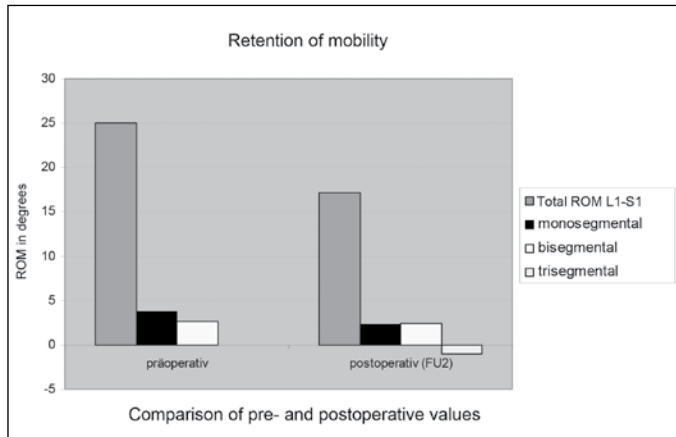 Retention of mobility
30
25
20
15
10
5
0
-5
ROM in degrees
präoperativ
postoperativ (FU2)
Total ROM L1-S1
monosegmental
bisegmental
trisegmental
Comparison of pre- and postoperative values